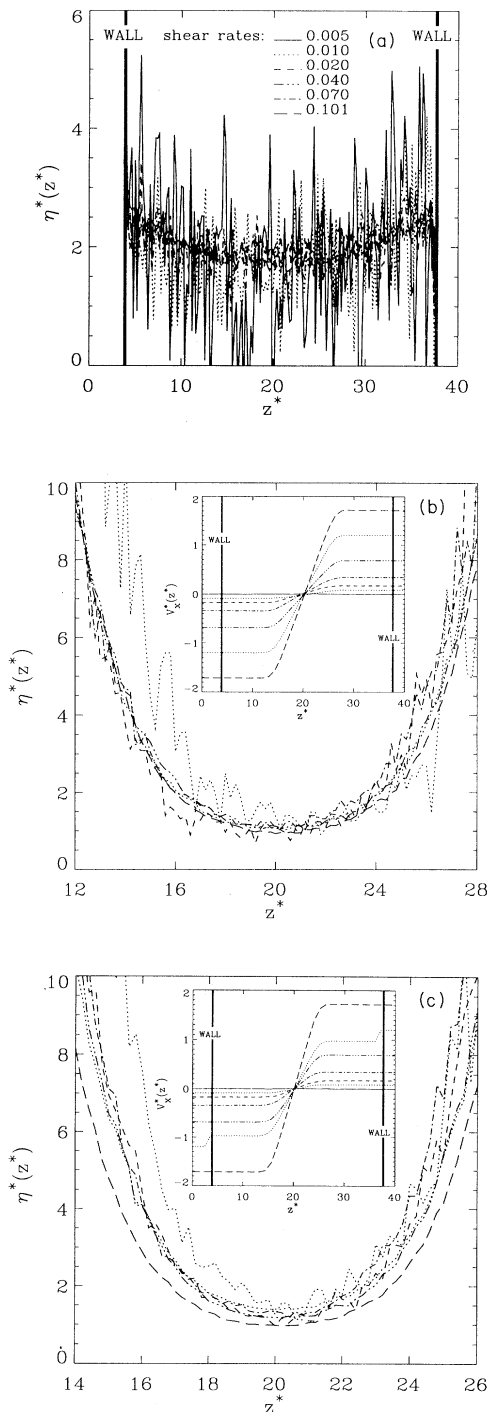 WALL shear rates: (a) WALL
0.005
0.010
0.020
0.040
0.070
0.101
η*(z*)
6
4
2
0
0 10 20 30 40
z*
(b)
η*(z*)
10
8
6
4
2
0
12 16 20 24 28
z*
V*x(z*)
2
1
0
-1
-2
WALL
WALL
0 10 20 30 40
z*
(c)
η*(z*)
10
8
6
4
2
0
14 16 18 20 22 24 26
z*
V*x(z*)
2
1
0
-1
-2
WALL
WALL
0 10 20 30 40
z*